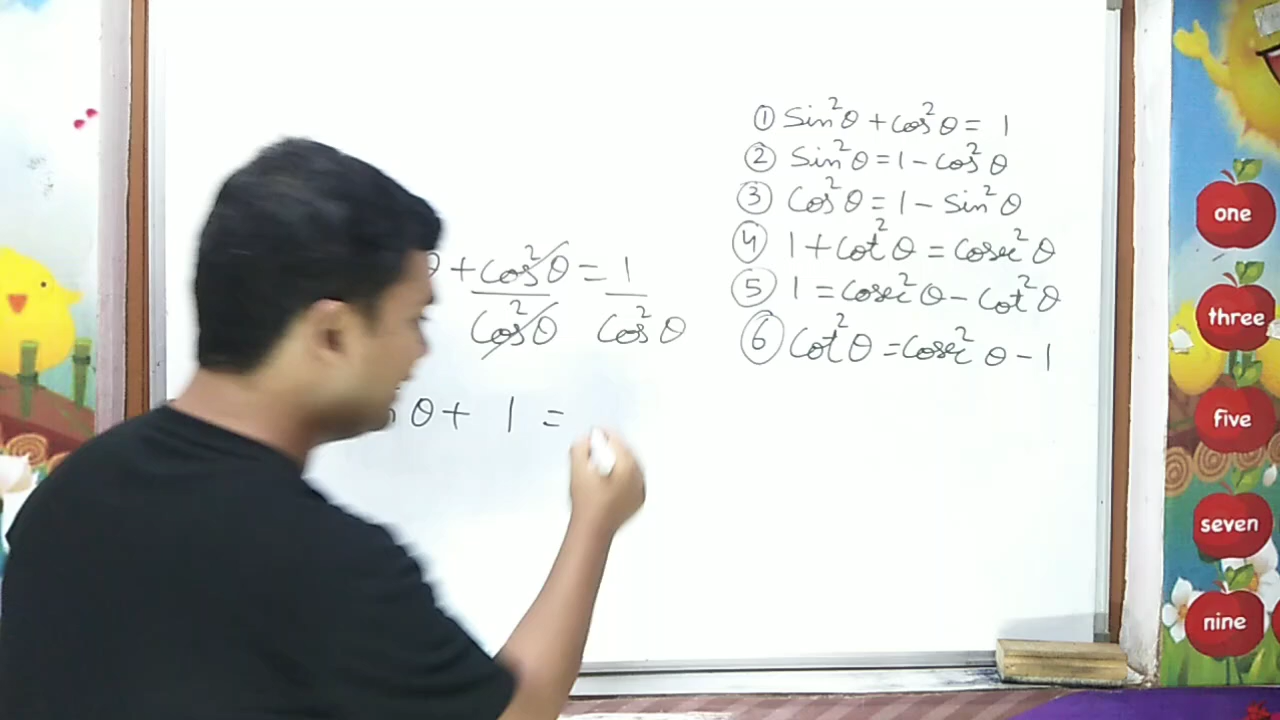 ① Sin²θ + Cos²θ = 1
② Sin²θ = 1 - Cos²θ
③ Cos²θ = 1 - Sin²θ
④ 1 + Cot²θ = Cosec²θ
⑤ 1 = Cosec²θ - Cot²θ
⑥ Cot²θ = Cosec²θ - 1
θ + Cos²θ = 1
Cos²θ Cos²θ
θ + 1 =
one
three
five
seven
nine